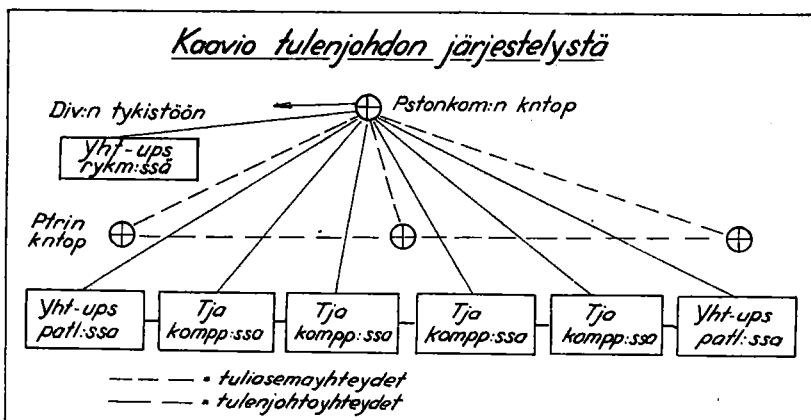 Kaavio tulenjohdon järjestelystä
Div:n tykistöön
Pstonkom:n kntop
Yht-ups
rykm:ssä
Ptrin
kntop
Yht-ups
patl:ssa
Tja
kompp:ssa
Tja
kompp:ssa
Tja
kompp:ssa
Tja
kompp:ssa
Yht-ups
patl:ssa
= tuliasemayhteydet
= tulenjohtoyhteydet